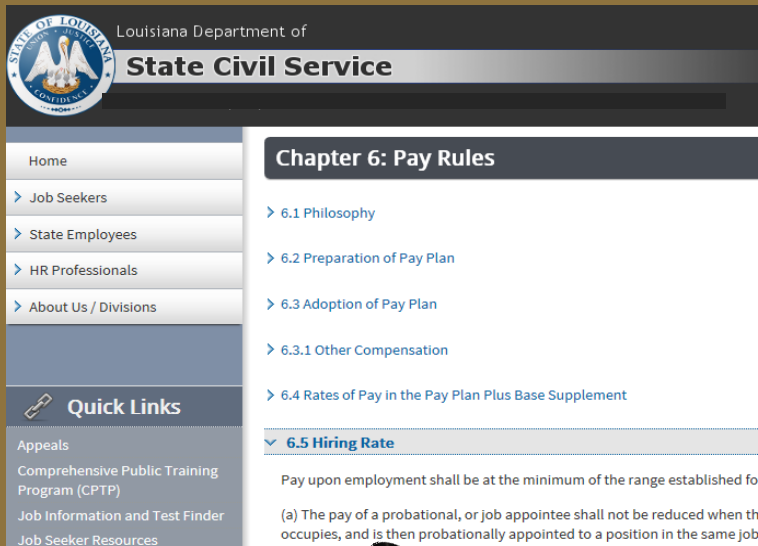 Louisiana Department of
State Civil Service
STATE OF LOUISIANA
UNION JUSTICE
CONFIDENCE
Home
Job Seekers
State Employees
HR Professionals
About Us / Divisions
Quick Links
Appeals
Comprehensive Public Training
Program (CPTP)
Job Information and Test Finder
Job Seeker Resources
Chapter 6: Pay Rules
6.1 Philosophy
6.2 Preparation of Pay Plan
6.3 Adoption of Pay Plan
6.3.1 Other Compensation
6.4 Rates of Pay in the Pay Plan Plus Base Supplement
6.5 Hiring Rate
Pay upon employment shall be at the minimum of the range established fo
(a) The pay of a probational, or job appointee shall not be reduced when th
occupies, and is then probationally appointed to a position in the same job